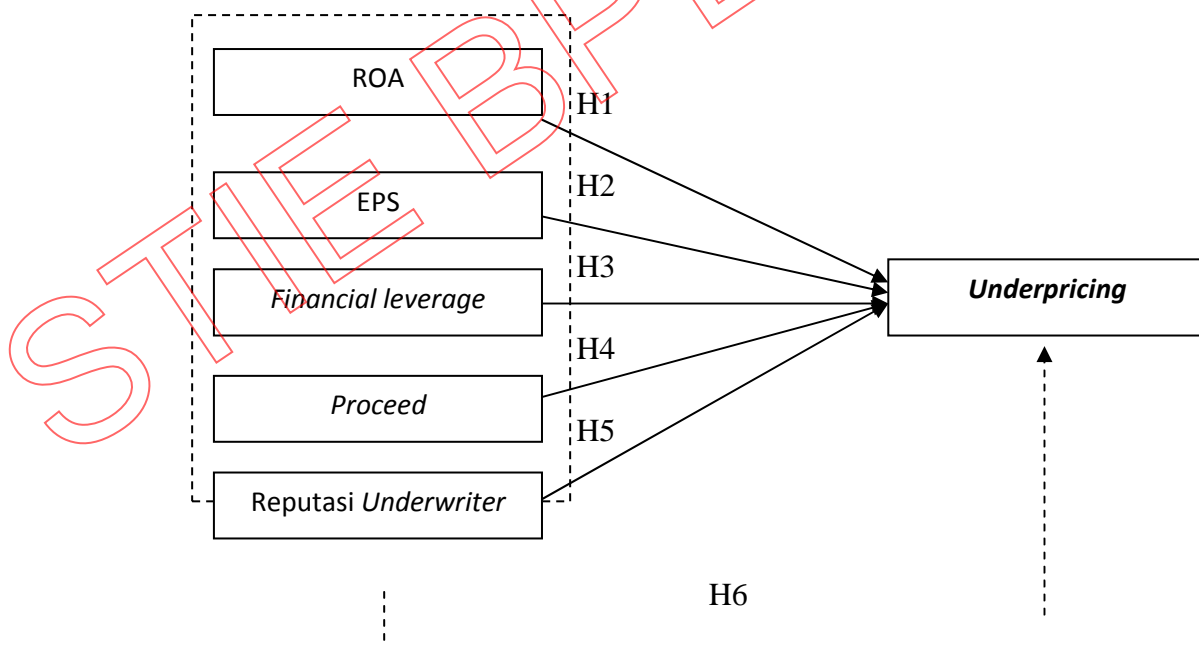 ROA
H1
H2
EPS
H3
Financial leverage
Underpricing
H4
Proceed
H5
Reputasi Underwriter
H6
STIE BP